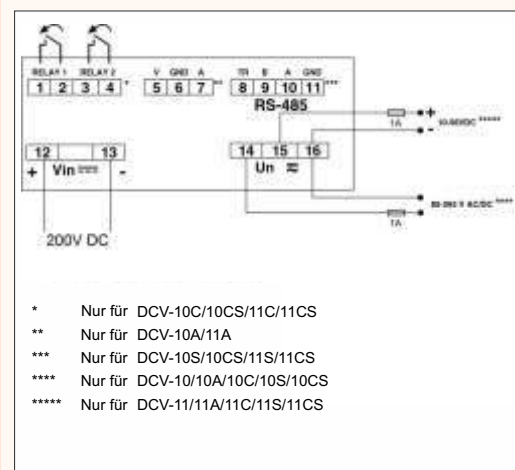 RELAY 1 RELAY 2 V GND A TR B A GND
1 2 3 4 * 5 6 7 ** 8 9 10 11 ***
RS-485
1A + -
12 13 14 15 16
+ Vin - Un
1A
200V DC
* Nur für DCV-10C/10CS/11C/11CS
** Nur für DCV-10A/11A
*** Nur für DCV-10S/10CS/11S/11CS
**** Nur für DCV-10/10A/10C/10S/10CS
***** Nur für DCV-11/11A/11C/11S/11CS